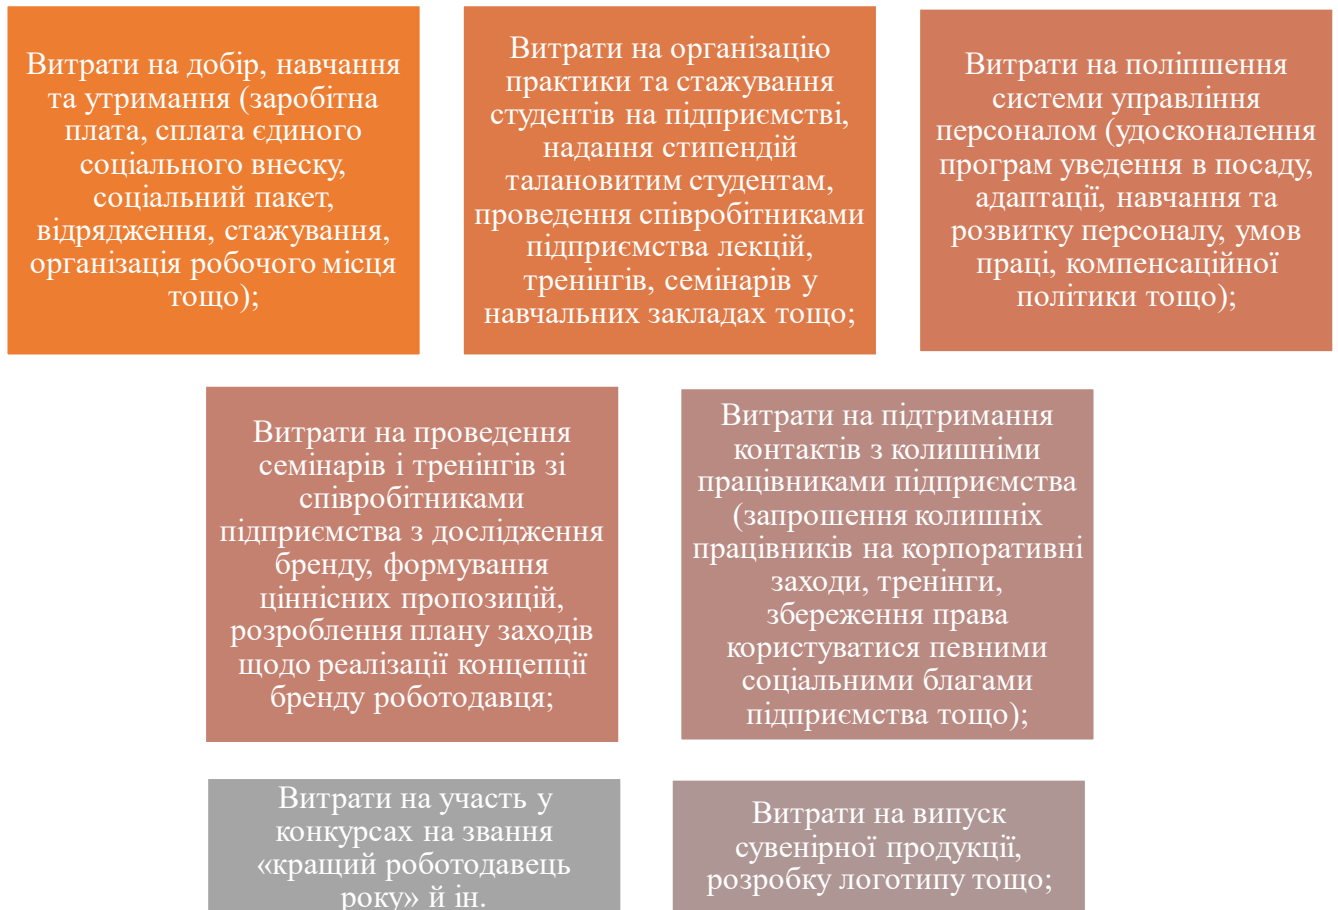 Витрати на добір, навчання
та утримання (заробітна
плата, сплата єдиного
соціального внеску,
соціальний пакет,
відрядження, стажування,
організація робочого місця
тощо);
Витрати на організацію
практики та стажування
студентів на підприємстві,
надання стипендій
талановитим студентам,
проведення співробітниками
підприємства лекцій,
тренінгів, семінарів у
навчальних закладах тощо;
Витрати на поліпшення
системи управління
персоналом (удосконалення
програм уведення в посаду,
адаптації, навчання та
розвитку персоналу, умов
праці, компенсаційної
політики тощо);
Витрати на проведення
семінарів і тренінгів зі
співробітниками
підприємства з дослідження
бренду, формування
ціннісних пропозицій,
розроблення плану заходів
щодо реалізації концепції
бренду роботодавця;
Витрати на підтримання
контактів з колишніми
працівниками підприємства
(запрошення колишніх
працівників на корпоративні
заходи, тренінги,
збереження права
користуватися певними
соціальними благами
підприємства тощо);
Витрати на участь у
конкурсах на звання
«кращий роботодавець
року» й ін.
Витрати на випуск
сувенірної продукції,
розробку логотипу тощо;